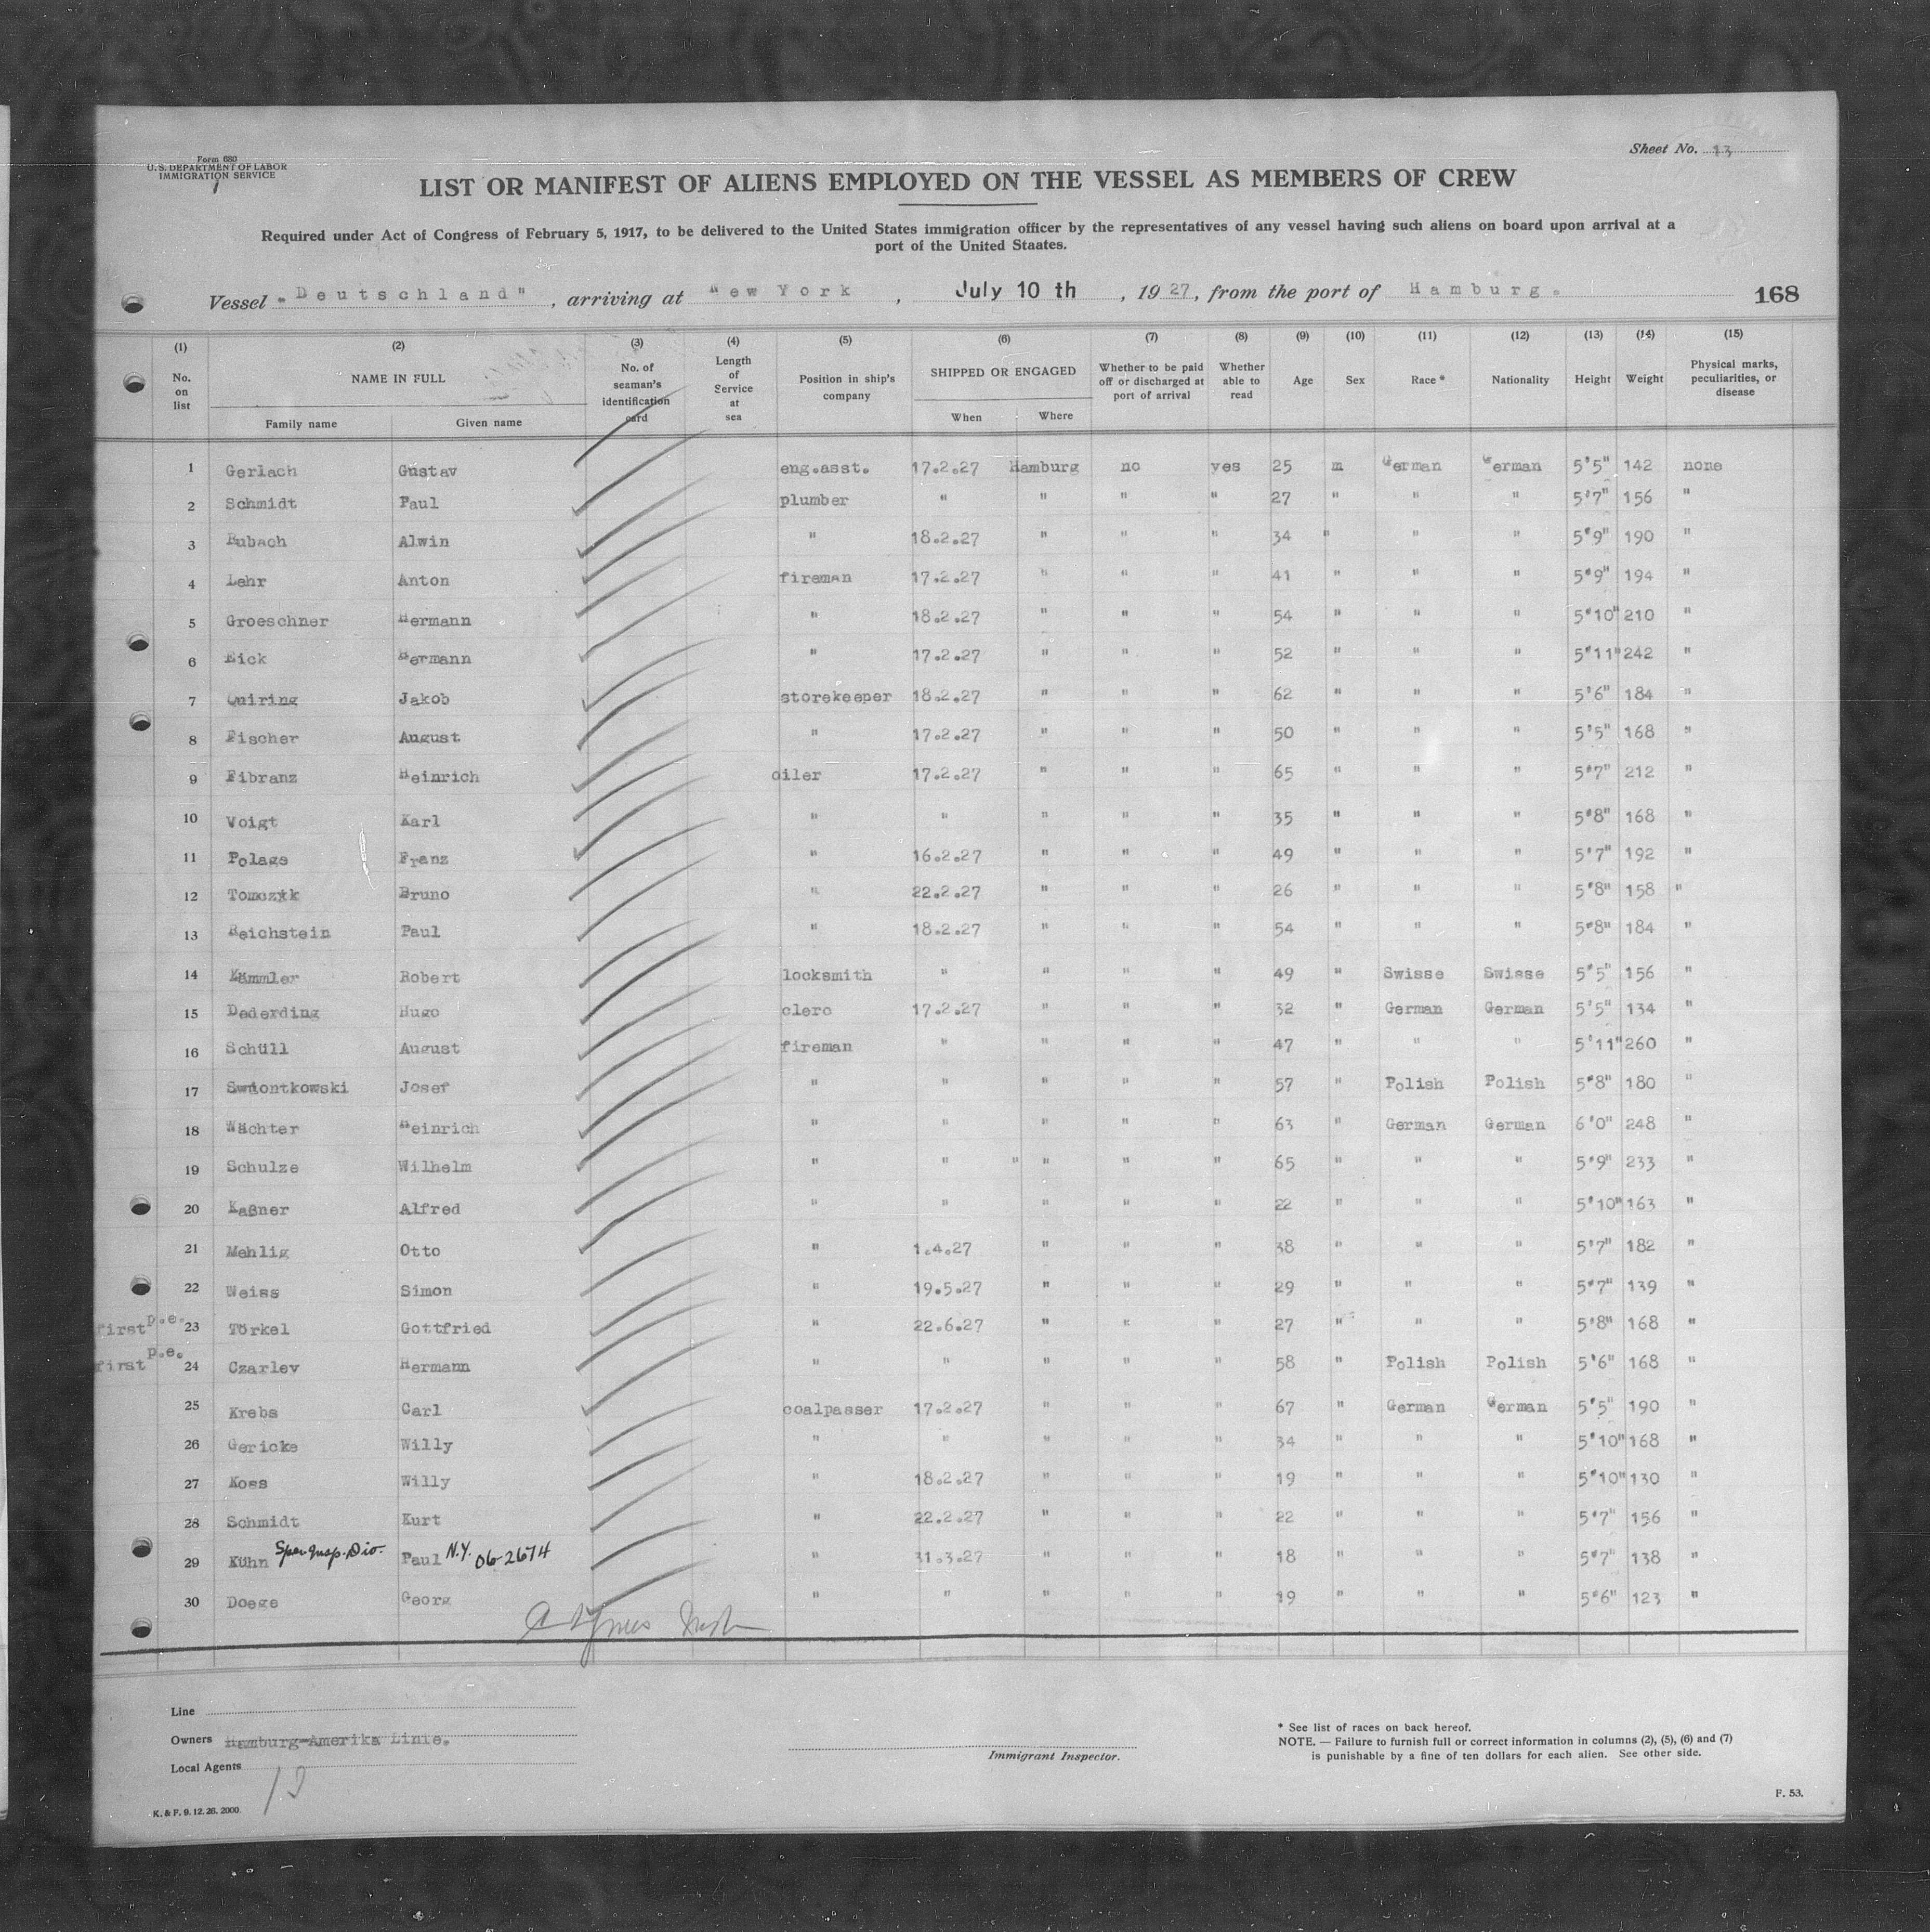 Form 680
U. S. DEPARTMENT OF LABOR
IMMIGRATION SERVICE
Sheet No. 13
LIST OR MANIFEST OF ALIENS EMPLOYED ON THE VESSEL AS MEMBERS OF CREW
Required under Act of Congress of February 5, 1917, to be delivered to the United States immigration officer by the representatives of any vessel having such aliens on board upon arrival at a
port of the United Staates.
Vessel "Deutschland", arriving at New York, July 10 th, 1927, from the port of Hamburg. 168
(1) (2) (3) (4) (5) (6) (7) (8) (9) (10) (11) (12) (13) (14) (15)
No. on list NAME IN FULL Family name Given name No. of seaman's identification card Length of Service at sea Position in ship's company SHIPPED OR ENGAGED When Where Whether to be paid off or discharged at port of arrival Whether able to read Age Sex Race * Nationality Height Weight Physical marks, peculiarities, or disease
1 Gerlach Gustav eng.asst. 17.2.27 Hamburg no yes 25 m German German 5'5" 142 none
2 Schmidt Paul plumber " " " " 27 " " " 5'7" 156 "
3 Bubach Alwin " 18.2.27 " " " 34 " " " 5'9" 190 "
4 Lehr Anton fireman 17.2.27 " " " 41 " " " 5'9" 194 "
5 Groeschner Hermann " 18.2.27 " " " 54 " " " 5'10" 210 "
6 Eick Hermann " 17.2.27 " " " 52 " " " 5'11" 242 "
7 Quiring Jakob storekeeper 18.2.27 " " " 62 " " " 5'6" 184 "
8 Fischer August " 17.2.27 " " " 50 " " " 5'5" 168 "
9 Fibranz Heinrich oiler 17.2.27 " " " 65 " " " 5'7" 212 "
10 Voigt Karl " " " " " 35 " " " 5'8" 168 "
11 Polags Franz " 16.2.27 " " " 49 " " " 5'7" 192 "
12 Tomczyk Bruno " 22.2.27 " " " 26 " " " 5'8" 158 "
13 Reichstein Paul " 18.2.27 " " " 54 " " " 5'8" 184 "
14 Kämmler Robert locksmith " " " " 49 " Swisse Swisse 5'5" 156 "
15 Dederding Hugo clerc 17.2.27 " " " 32 " German German 5'5" 134 "
16 Schüll August fireman " " " " 47 " " " 5'11" 260 "
17 Swiontkowski Josef " " " " " 57 " Polish Polish 5'8" 180 "
18 Wächter Heinrich " " " " " 63 " German German 6'0" 248 "
19 Schulze Wilhelm " " " " " " 65 " " " 5'9" 233 "
20 Kaßner Alfred " " " " " 22 " " " 5'10" 163 "
21 Mehlig Otto " 1.4.27 " " " 38 " " " 5'7" 182 "
22 Weiss Simon " 19.5.27 " " " 29 " " " 5'7" 139 "
first p.e. 23 Törkel Gottfried " 22.6.27 " " " 27 " " " 5'8" 168 "
first p.e. 24 Czarlev Hermann " " " " " 58 " Polish Polish 5'6" 168 "
25 Krebs Carl coalpasser 17.2.27 " " " 67 " German German 5'5" 190 "
26 Gericke Willy " " " " " 34 " " " 5'10" 168 "
27 Koss Willy " 18.2.27 " " " 19 " " " 5'10" 130 "
28 Schmidt Kurt " 22.2.27 " " " 22 " " " 5'7" 156 "
29 Kühn Spec. Insp. Div. Paul N.Y. 06-2674 " 31.3.27 " " " 18 " " " 5'7" 138 "
30 Doege Georg " " " " " 19 " " " 5'6" 123 "
Line
Owners Hamburg-Amerika Linie.
Local Agents
13
Immigrant Inspector.
* See list of races on back hereof.
NOTE. — Failure to furnish full or correct information in columns (2), (5), (6) and (7)
is punishable by a fine of ten dollars for each alien. See other side.
K. & F. 9. 12. 26. 2000.
F. 53.